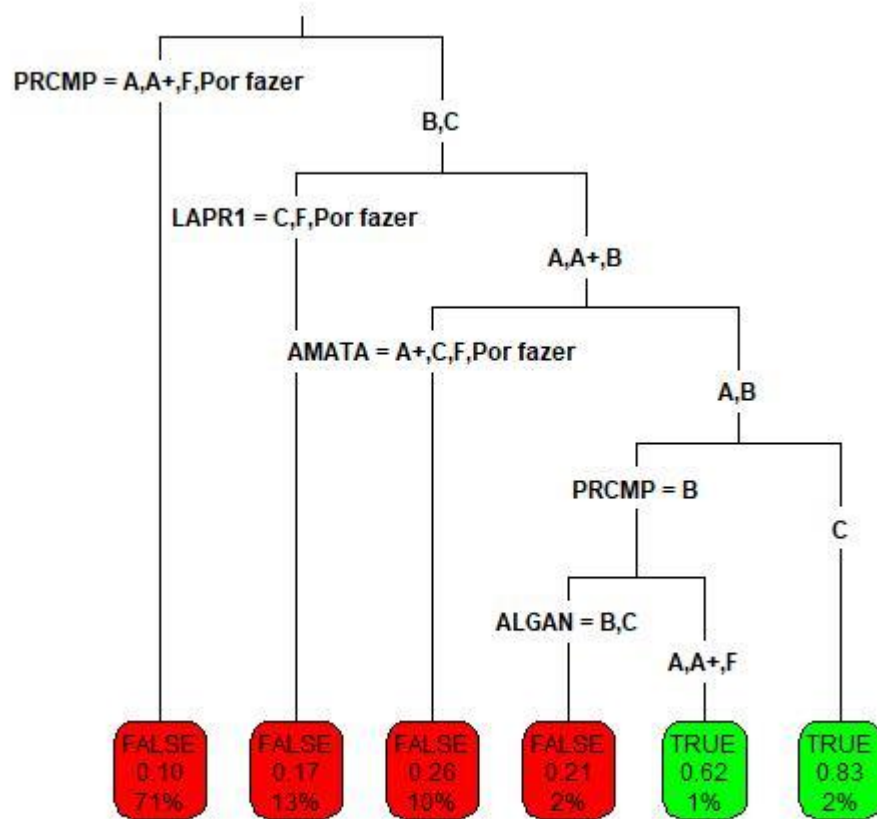 PRCMP = A,A+,F,Por fazer
B,C
LAPR1 = C,F,Por fazer
A,A+,B
AMATA = A+,C,F,Por fazer
A,B
PRCMP = B
C
ALGAN = B,C
A,A+,F
FALSE
0.10
71%
FALSE
0.17
13%
FALSE
0.26
10%
FALSE
0.21
2%
TRUE
0.62
1%
TRUE
0.83
2%